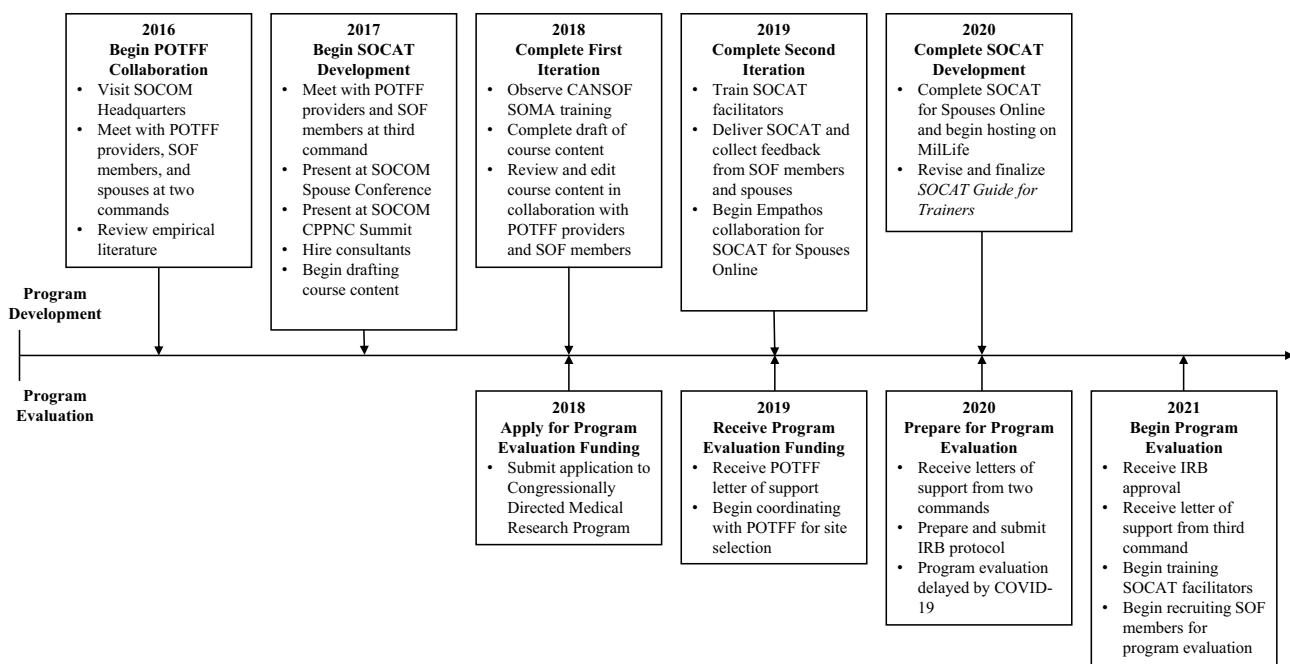 2016
Begin POTFF
Collaboration
• Visit SOCOM
Headquarters
• Meet with POTFF
providers, SOF
members, and
spouses at two
commands
• Review empirical
literature
2017
Begin SOCAT
Development
• Meet with POTFF
providers and SOF
members at third
command
• Present at SOCOM
Spouse Conference
• Present at SOCOM
CPPNC Summit
• Hire consultants
• Begin drafting
course content
2018
Complete First
Iteration
• Observe CANSOF
SOMA training
• Complete draft of
course content
• Review and edit
course content in
collaboration with
POTFF providers
and SOF members
2019
Complete Second
Iteration
• Train SOCAT
facilitators
• Deliver SOCAT and
collect feedback
from SOF members
and spouses
• Begin Empathos
collaboration for
SOCAT for Spouses
Online
2020
Complete SOCAT
Development
• Complete SOCAT
for Spouses Online
and begin hosting on
MilLife
• Revise and finalize
SOCAT Guide for
Trainers
Program
Development
Program
Evaluation
2018
Apply for Program
Evaluation Funding
• Submit application to
Congressionally
Directed Medical
Research Program
2019
Receive Program
Evaluation Funding
• Receive POTFF
letter of support
• Begin coordinating
with POTFF for site
selection
2020
Prepare for Program
Evaluation
• Receive letters of
support from two
commands
• Prepare and submit
IRB protocol
• Program evaluation
delayed by COVID-
19
2021
Begin Program
Evaluation
• Receive IRB
approval
• Receive letter of
support from third
command
• Begin training
SOCAT facilitators
• Begin recruiting SOF
members for
program evaluation